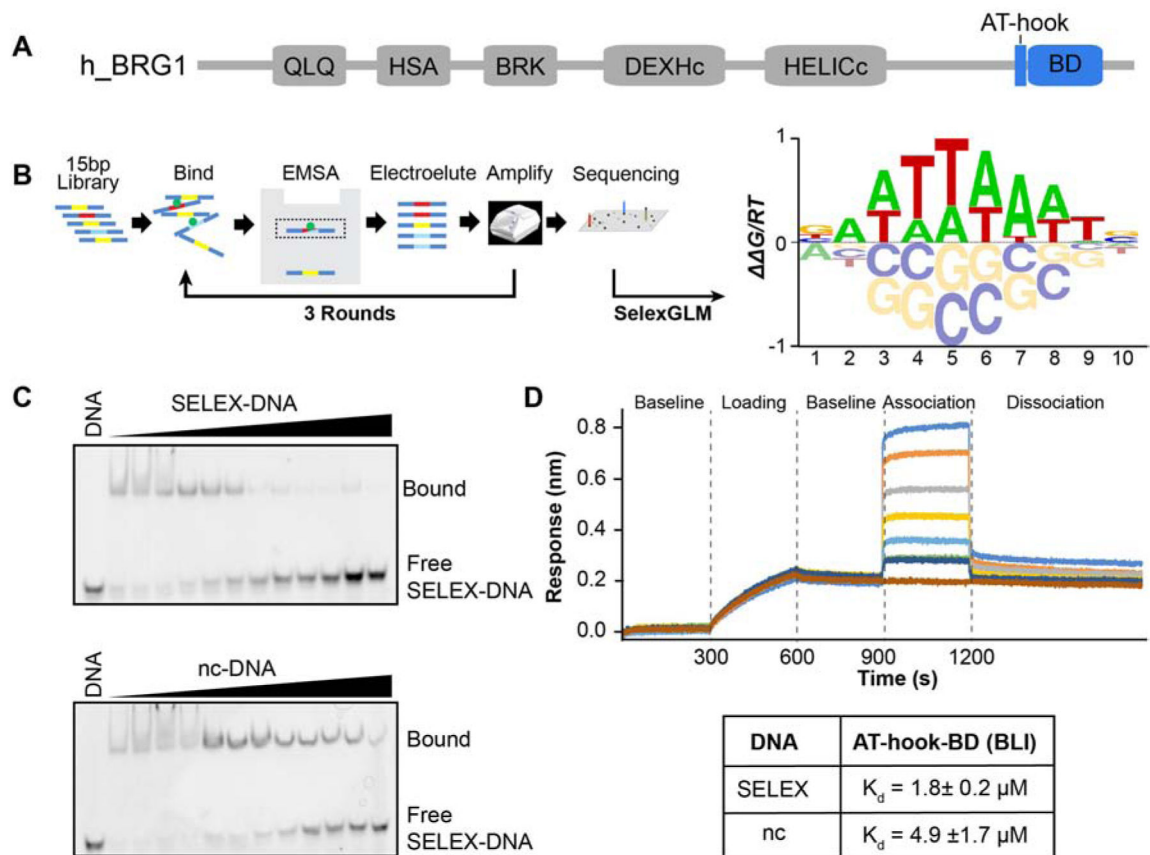 A
h_BRG1
QLQ
HSA
BRK
DEXHc
HELICc
AT-hook
BD
B
15bp
Library
Bind
EMSA
Electroelute
Amplify
Sequencing
3 Rounds
SelexGLM
ΔΔG/RT
1
0
-1
1 2 3 4 5 6 7 8 9 10
C
DNA
SELEX-DNA
Bound
Free
SELEX-DNA
DNA
nc-DNA
Bound
Free
SELEX-DNA
D
Baseline Loading Baseline Association Dissociation
Response (nm)
0.8
0.6
0.4
0.2
0.0
300 600 900 1200
Time (s)
DNA AT-hook-BD (BLI)
SELEX Kd = 1.8± 0.2 µM
nc Kd = 4.9 ±1.7 µM